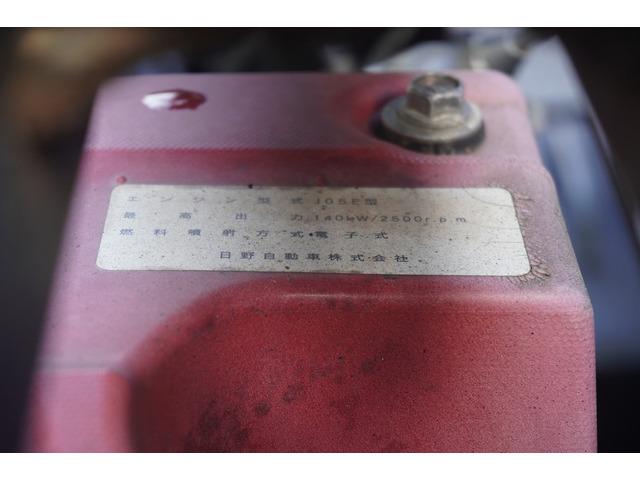 エンジン型式 J05E型
最高出力 140kW/2500r.p.m
燃料噴射方式 電子式
日野自動車株式会社